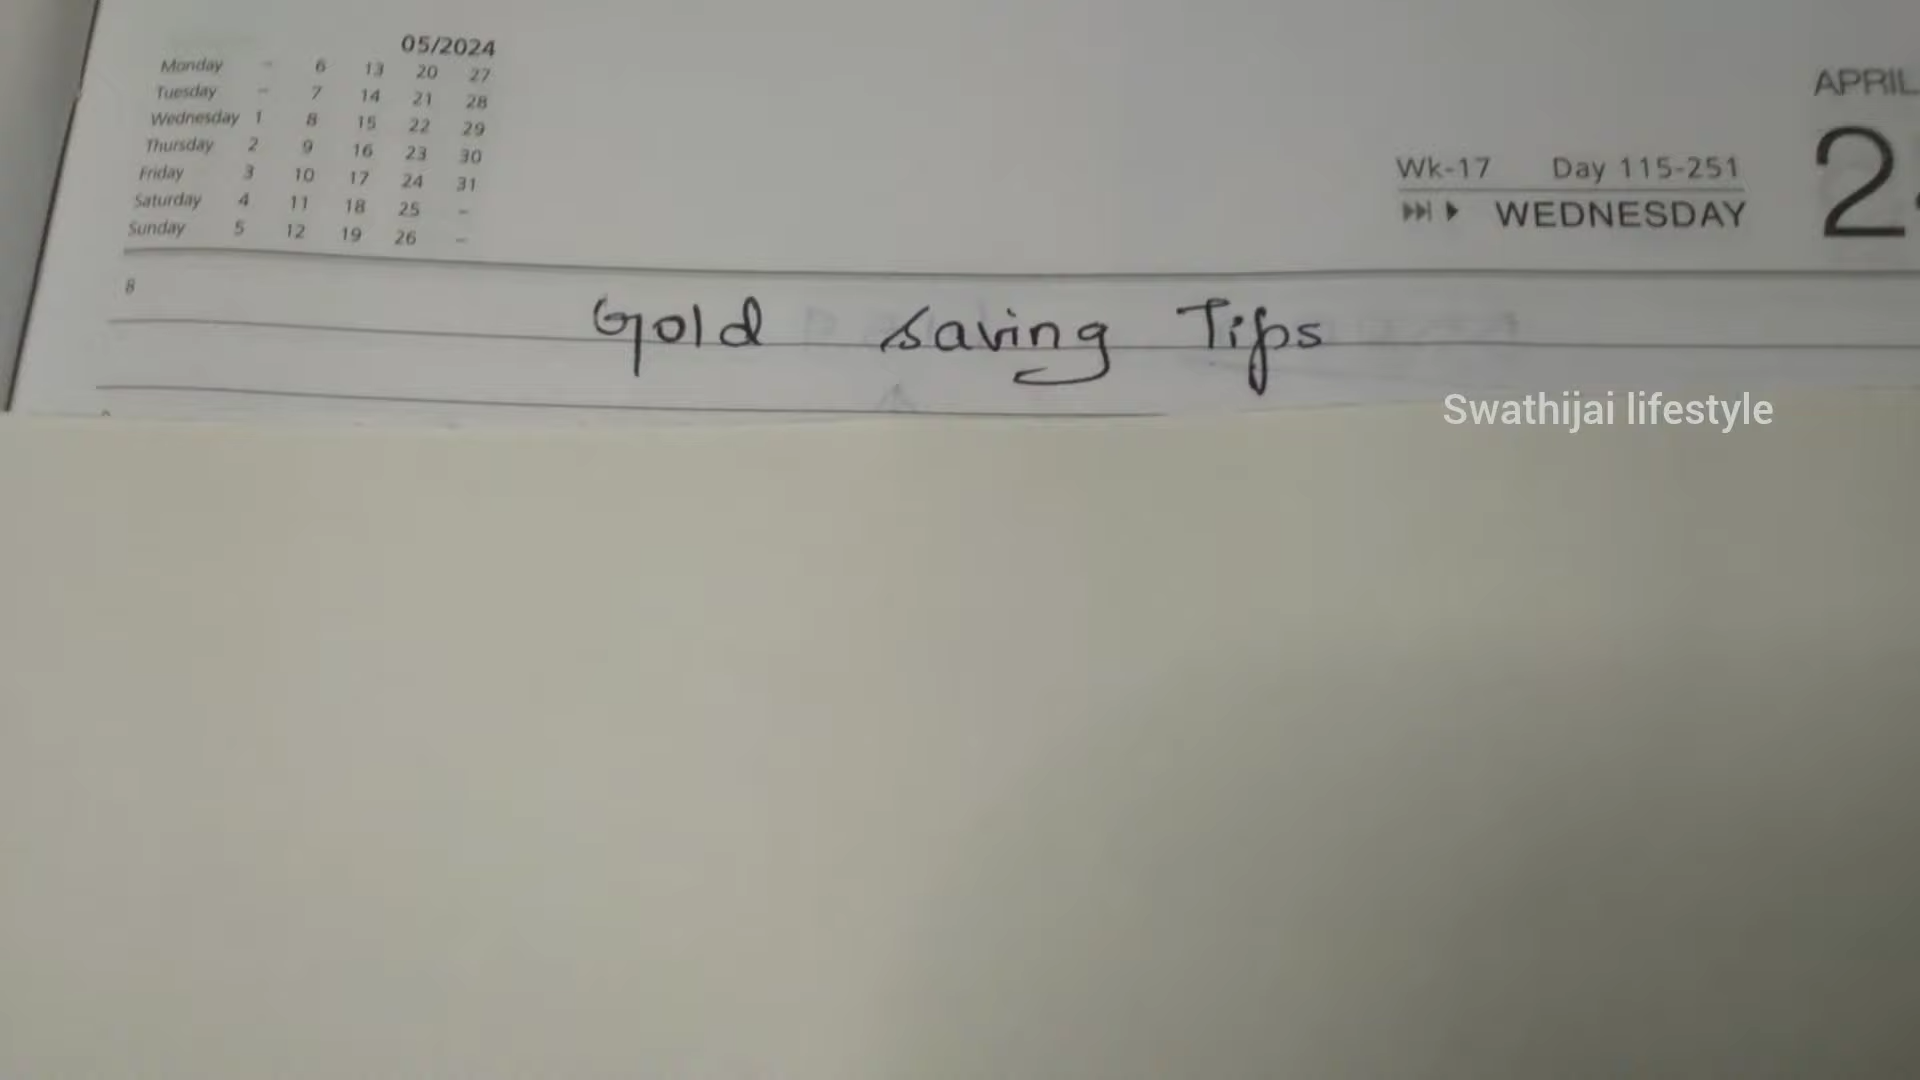 05/2024
Monday - 6 13 20 27
Tuesday - 7 14 21 28
Wednesday 1 8 15 22 29
Thursday 2 9 16 23 30
Friday 3 10 17 24 31
Saturday 4 11 18 25 -
Sunday 5 12 19 26 -
APRIL
Wk-17 Day 115-251
WEDNESDAY
2
8
Gold saving Tips
Swathijai lifestyle